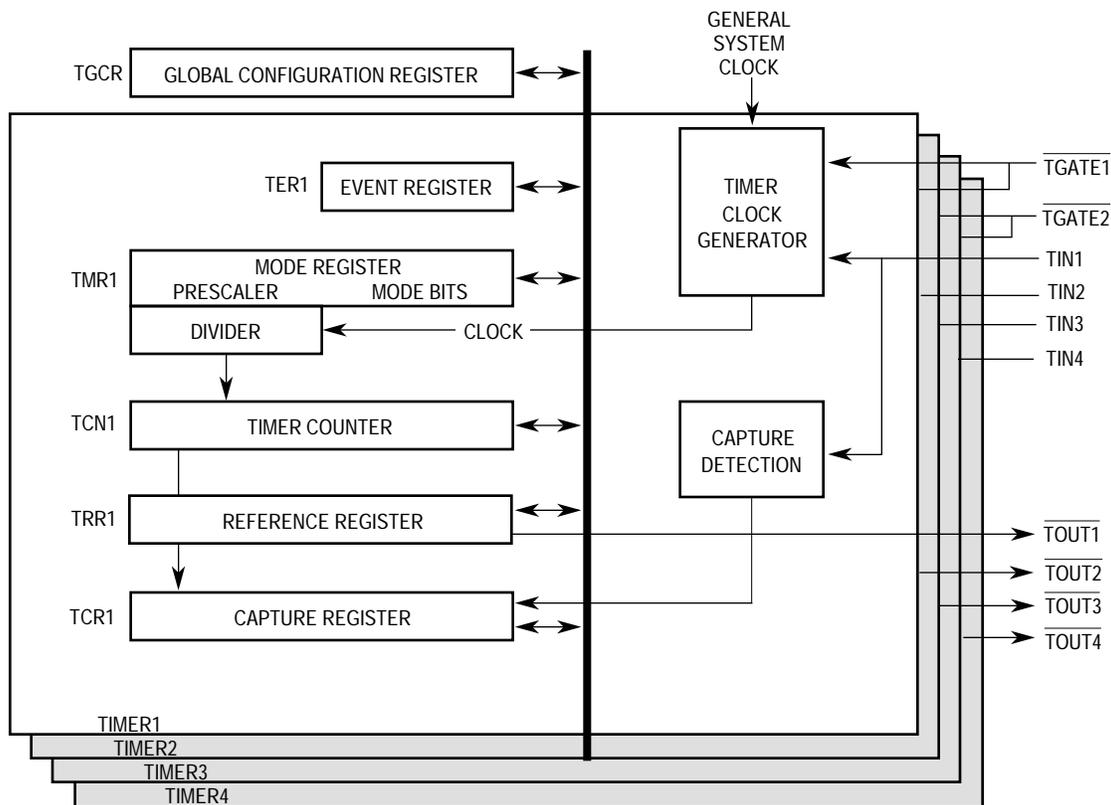 GENERAL
SYSTEM
CLOCK
TGCR
GLOBAL CONFIGURATION REGISTER
TER1
EVENT REGISTER
TIMER
CLOCK
GENERATOR
TGATE1
TGATE2
TMR1
MODE REGISTER
PRESCALER MODE BITS
DIVIDER
CLOCK
TIN1
TIN2
TIN3
TIN4
TCN1
TIMER COUNTER
CAPTURE
DETECTION
TRR1
REFERENCE REGISTER
TOUT1
TOUT2
TOUT3
TOUT4
TCR1
CAPTURE REGISTER
TIMER1
TIMER2
TIMER3
TIMER4